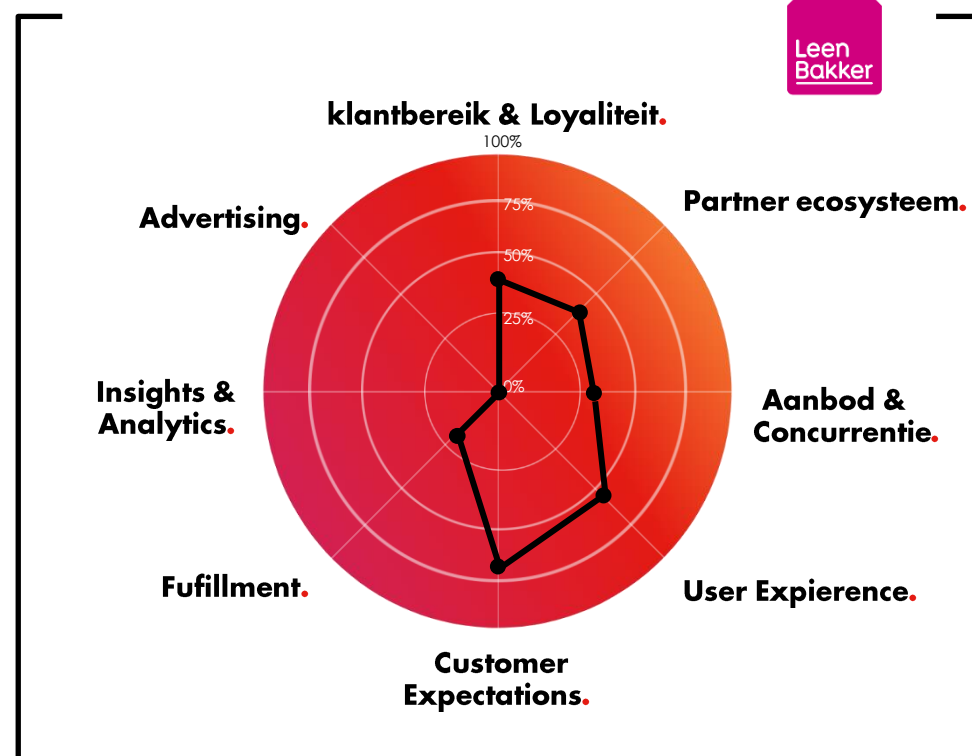 Leen
Bakker
klantbereik & Loyaliteit.
100%
Partner ecosysteem.
Advertising.
75%
50%
25%
0%
Insights &
Analytics.
Aanbod &
Concurrentie.
Fufillment.
User Expierence.
Customer
Expectations.